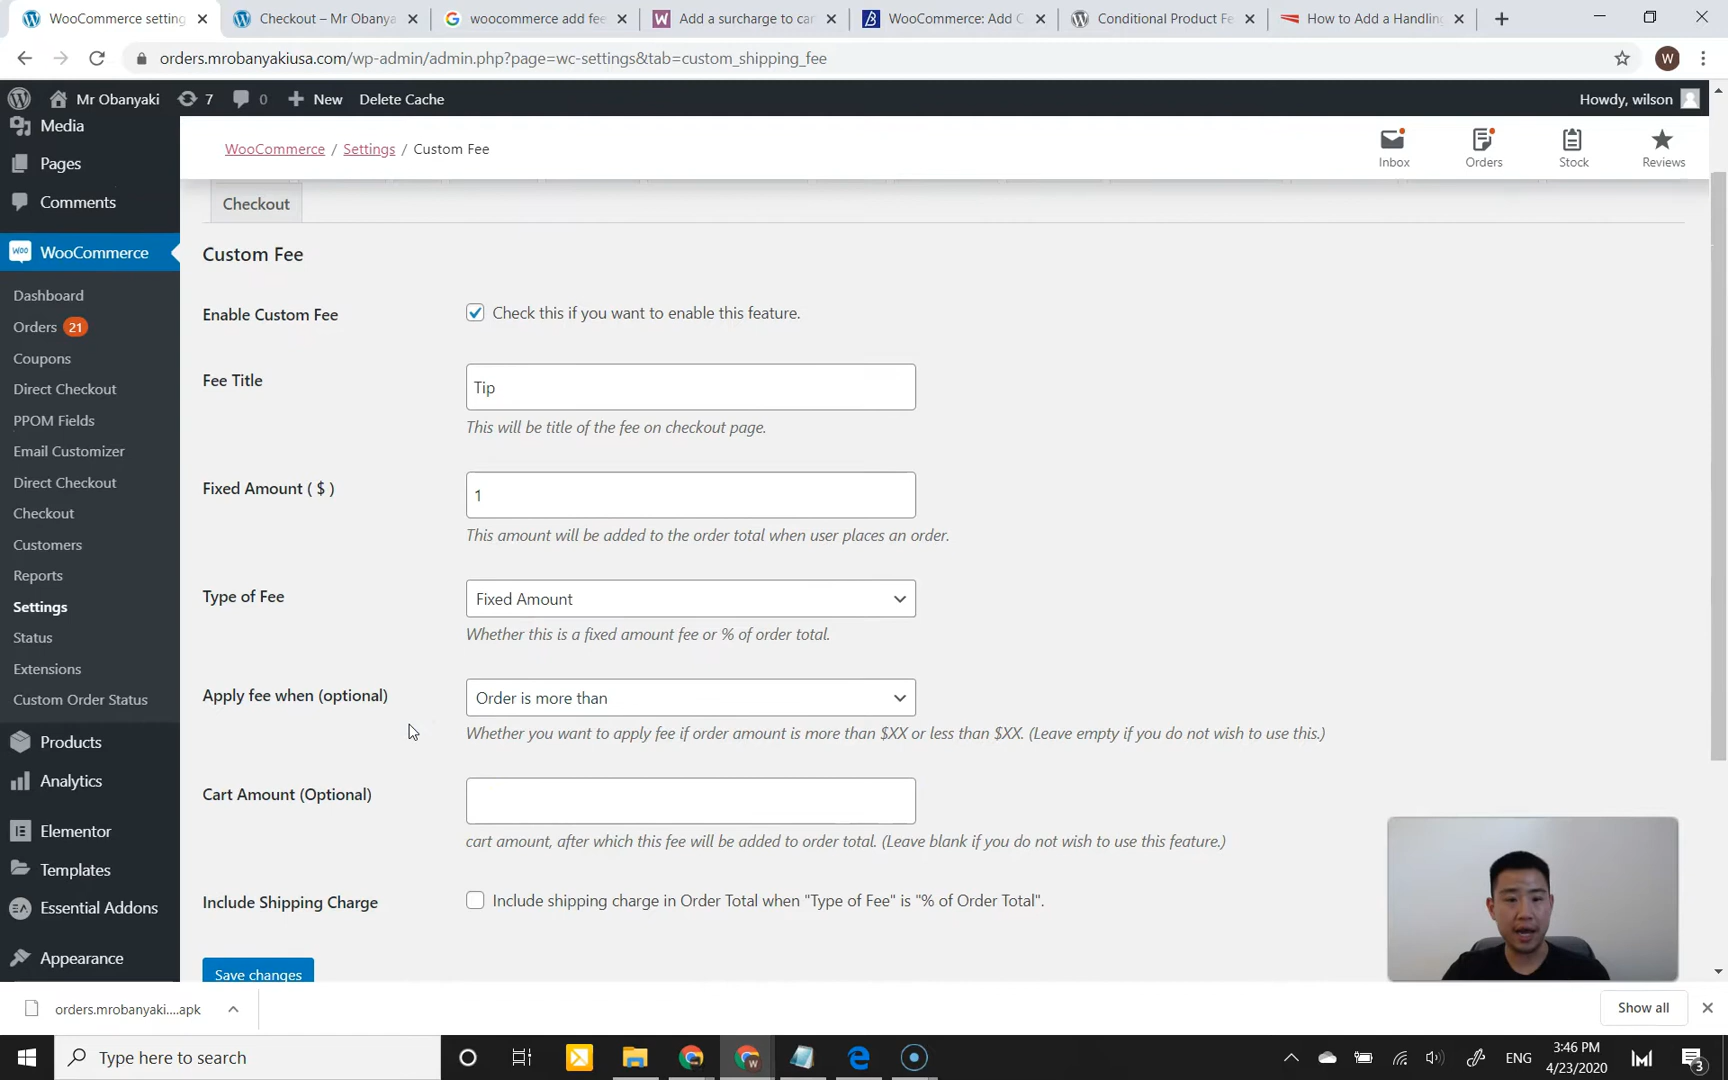 WooCommerce setting
Checkout – Mr Obanya
woocommerce add fee
Add a surcharge to car
WooCommerce: Add C
Conditional Product Fe
How to Add a Handling
orders.mrobanyakiusa.com/wp-admin/admin.php?page=wc-settings&tab=custom_shipping_fee
W
Mr Obanyaki
7
0
New
Delete Cache
Howdy, wilson
Media
Pages
Comments
WooCommerce
Dashboard
Orders 21
Coupons
Direct Checkout
PPOM Fields
Email Customizer
Direct Checkout
Checkout
Customers
Reports
Settings
Status
Extensions
Custom Order Status
Products
Analytics
Elementor
Templates
Essential Addons
Appearance
WooCommerce / Settings / Custom Fee
Inbox
Orders
Stock
Reviews
Checkout
Custom Fee
Enable Custom Fee
Check this if you want to enable this feature.
Fee Title
Tip
This will be title of the fee on checkout page.
Fixed Amount ( $ )
1
This amount will be added to the order total when user places an order.
Type of Fee
Fixed Amount
Whether this is a fixed amount fee or % of order total.
Apply fee when (optional)
Order is more than
Whether you want to apply fee if order amount is more than $XX or less than $XX. (Leave empty if you do not wish to use this.)
Cart Amount (Optional)
cart amount, after which this fee will be added to order total. (Leave blank if you do not wish to use this feature.)
Include Shipping Charge
Include shipping charge in Order Total when "Type of Fee" is "% of Order Total".
Save changes
orders.mrobanyaki....apk
Show all
Type here to search
ENG
3:46 PM
4/23/2020
3